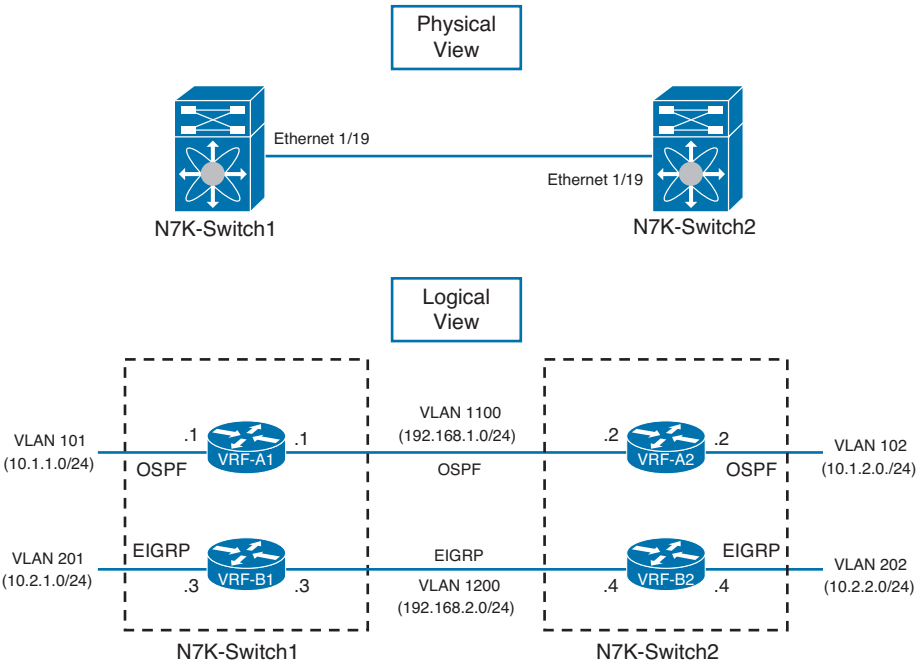 Physical
View
Ethernet 1/19
Ethernet 1/19
N7K-Switch1
N7K-Switch2
Logical
View
VLAN 101
(10.1.1.0/24)
.1
VRF-A1
.1
OSPF
VLAN 1100
(192.168.1.0/24)
OSPF
.2
VRF-A2
.2
OSPF
VLAN 102
(10.1.2.0./24)
VLAN 201
(10.2.1.0/24)
EIGRP
.3
VRF-B1
.3
EIGRP
VLAN 1200
(192.168.2.0/24)
.4
VRF-B2
.4
EIGRP
VLAN 202
(10.2.2.0/24)
N7K-Switch1
N7K-Switch2